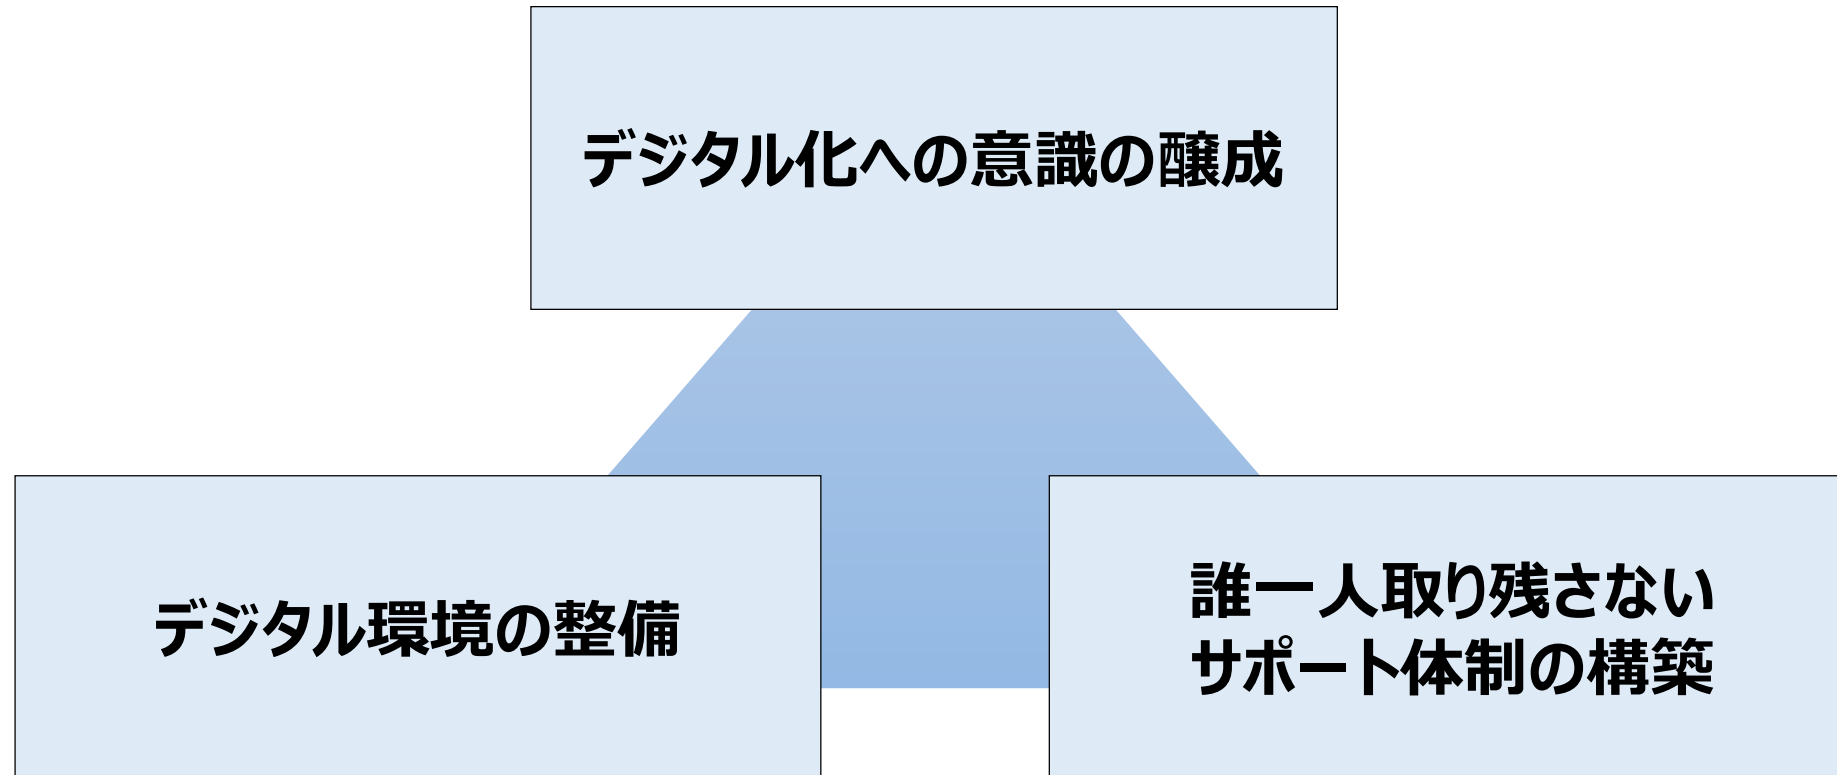 デジタル化への意識の醸成
デジタル環境の整備
誰一人取り残さない
サポート体制の構築